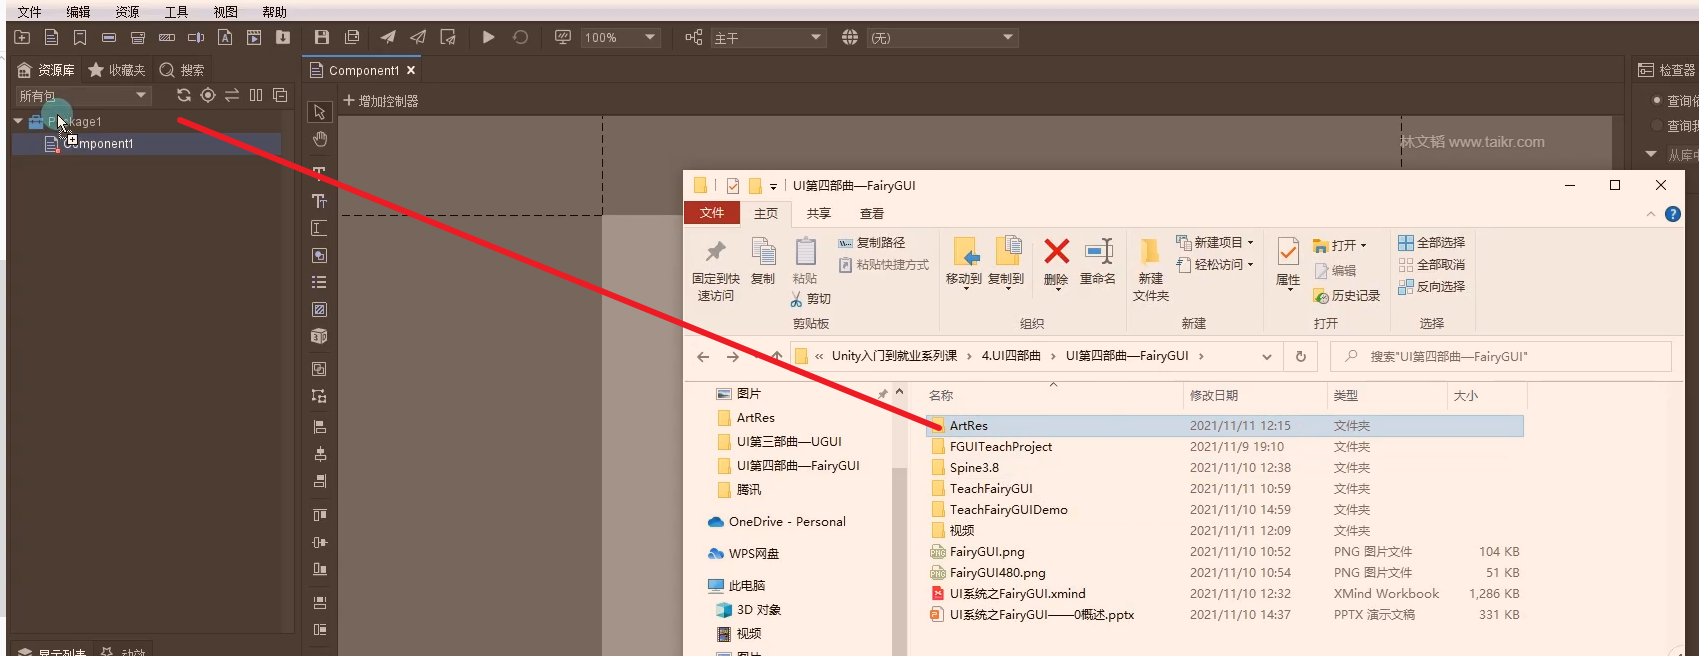 文件 编辑 资源 工具 视图 帮助
100% 主干 (无)
资源库 收藏夹 搜索 Component1
所有包 增加控制器 检查器
Package1
Component1
林文韬 www.taikr.com
从库中
UI第四部曲—FairyGUI
文件 主页 共享 查看
固定到快速访问 复制 粘贴 复制路径 粘贴快捷方式 剪切
移动到 复制到 删除 重命名
新建文件夹 新建项目 轻松访问
属性 打开 编辑 历史记录
全部选择 全部取消 反向选择
剪贴板 组织 新建 打开 选择
« Unity入门到就业系列课 › 4.UI四部曲 › UI第四部曲—FairyGUI ›
搜索"UI第四部曲—FairyGUI"
图片
ArtRes
UI第三部曲—UGUI
UI第四部曲—FairyGUI
腾讯
OneDrive - Personal
WPS网盘
此电脑
3D 对象
视频
名称 修改日期 类型 大小
ArtRes 2021/11/11 12:15 文件夹
FGUITeachProject 2021/11/9 19:10 文件夹
Spine3.8 2021/11/10 12:38 文件夹
TeachFairyGUI 2021/11/11 10:59 文件夹
TeachFairyGUIDemo 2021/11/10 14:59 文件夹
视频 2021/11/11 12:09 文件夹
FairyGUI.png 2021/11/10 10:52 PNG 图片文件 104 KB
FairyGUI480.png 2021/11/10 10:54 PNG 图片文件 51 KB
UI系统之FairyGUI.xmind 2021/11/10 12:32 XMind Workbook 1,286 KB
UI系统之FairyGUI——0概述.pptx 2021/11/10 14:37 PPTX 演示文稿 331 KB